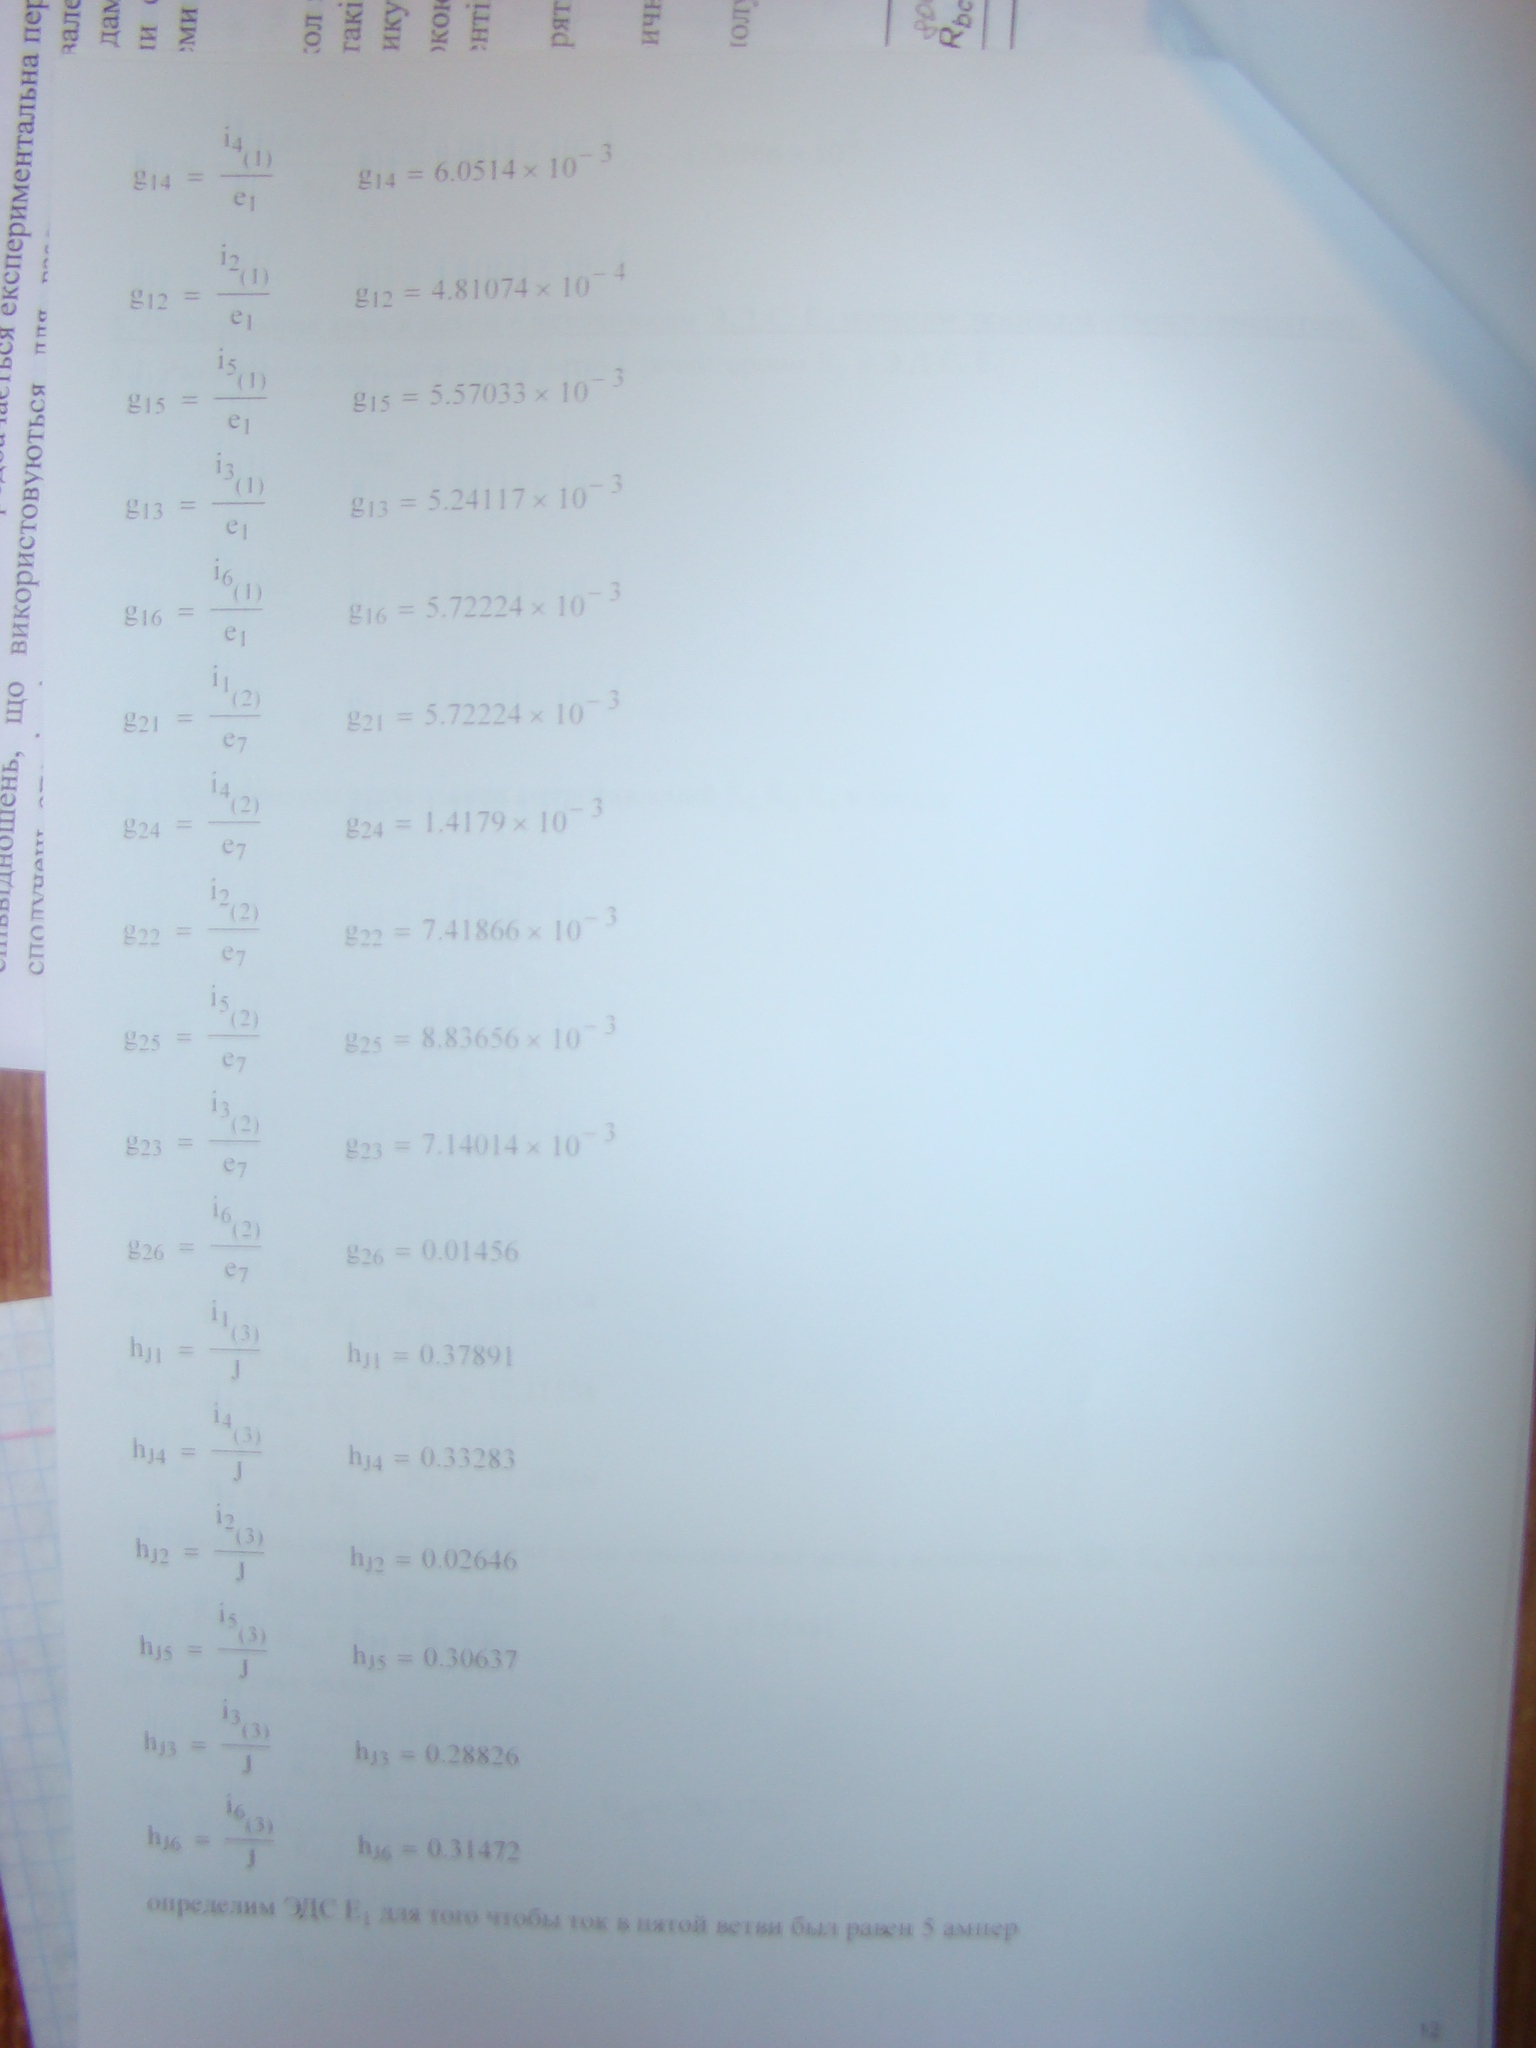 g14 = i4(1) / e1 g14 = 6.0514 × 10^-3
g12 = i2(1) / e1 g12 = 4.81074 × 10^-4
g15 = i5(1) / e1 g15 = 5.57033 × 10^-3
g13 = i3(1) / e1 g13 = 5.24117 × 10^-3
g16 = i6(1) / e1 g16 = 5.72224 × 10^-3
g21 = i1(2) / e7 g21 = 5.72224 × 10^-3
g24 = i4(2) / e7 g24 = 1.4179 × 10^-3
g22 = i2(2) / e7 g22 = 7.41866 × 10^-3
g25 = i5(2) / e7 g25 = 8.83656 × 10^-3
g23 = i3(2) / e7 g23 = 7.14014 × 10^-3
g26 = i6(2) / e7 g26 = 0.01456
hJ1 = i1(3) / J hJ1 = 0.37891
hJ4 = i4(3) / J hJ4 = 0.33283
hJ2 = i2(3) / J hJ2 = 0.02646
hJ5 = i5(3) / J hJ5 = 0.30637
hJ3 = i3(3) / J hJ3 = 0.28826
hJ6 = i6(3) / J hJ6 = 0.31472
определим ЭДС E1 для того чтобы ток в пятой ветви был равен 5 ампер
12
експериментальна
що використовуються для
Rbc